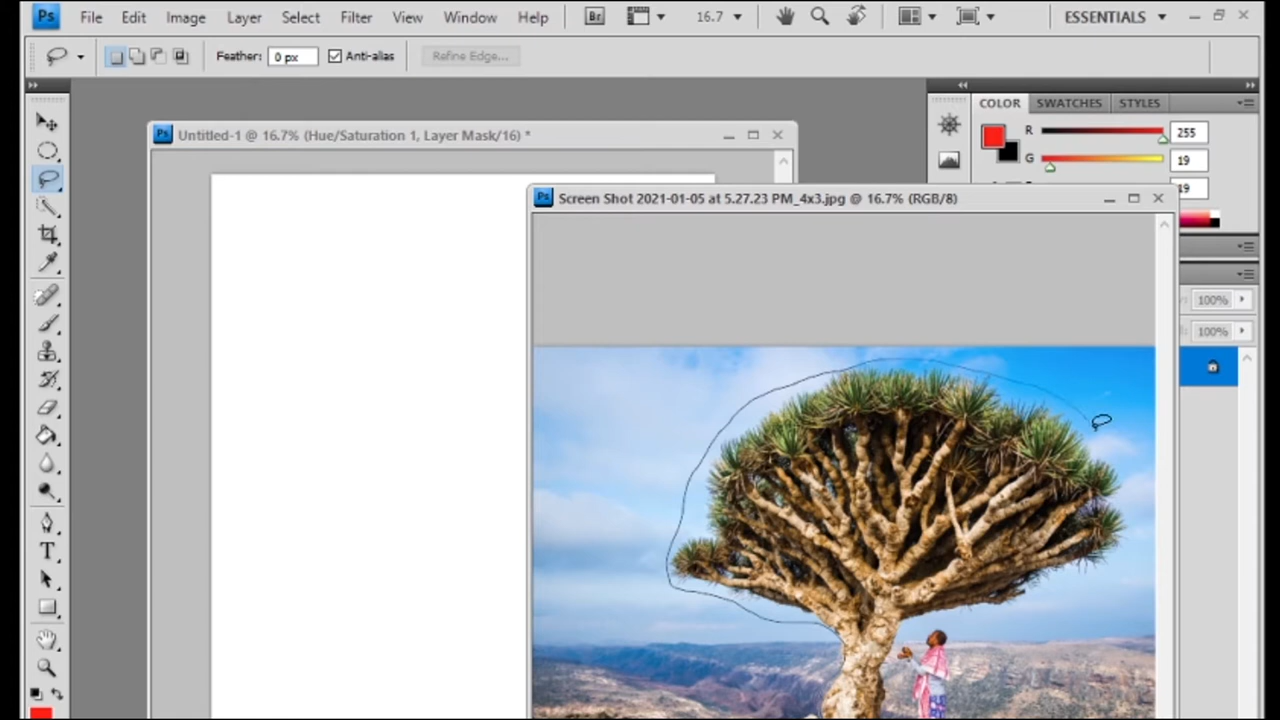 Ps File Edit Image Layer Select Filter View Window Help Br 16.7 ESSENTIALS
Feather: 0 px Anti-alias Refine Edge...
COLOR SWATCHES STYLES
Ps Untitled-1 @ 16.7% (Hue/Saturation 1, Layer Mask/16) *
R 255
G 19
19
Ps Screen Shot 2021-01-05 at 5.27.23 PM_4x3.jpg @ 16.7% (RGB/8)
100%
100%
T